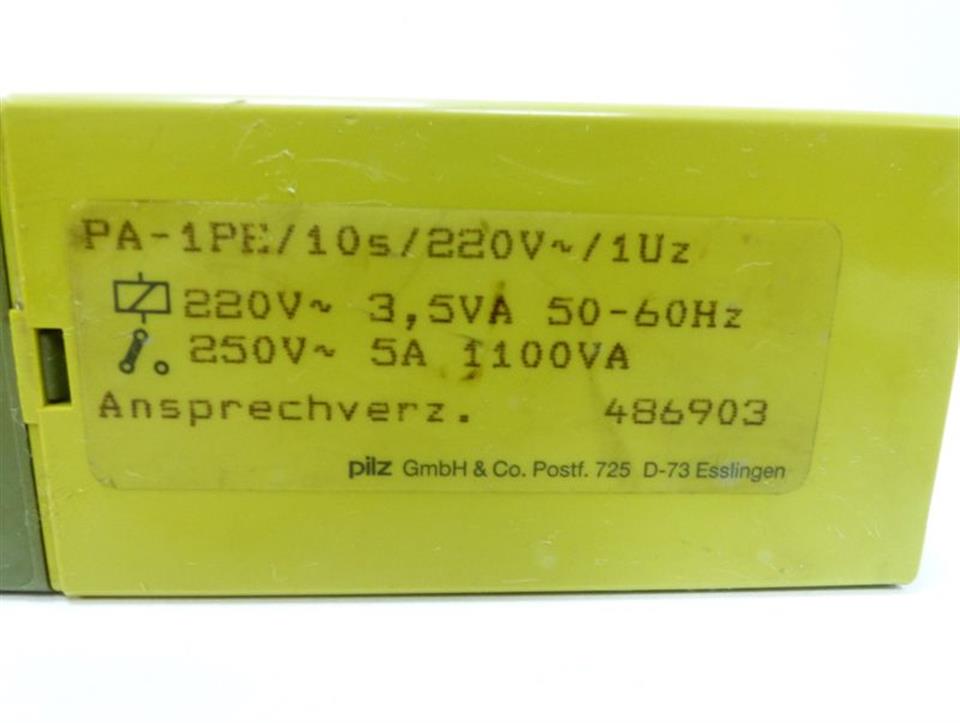 PA-1PE/10s/220V~/1Uz
220V~ 3,5VA 50-60Hz
250V~ 5A 1100VA
Ansprechverz. 486903
pilz GmbH & Co. Postf. 725 D-73 Esslingen